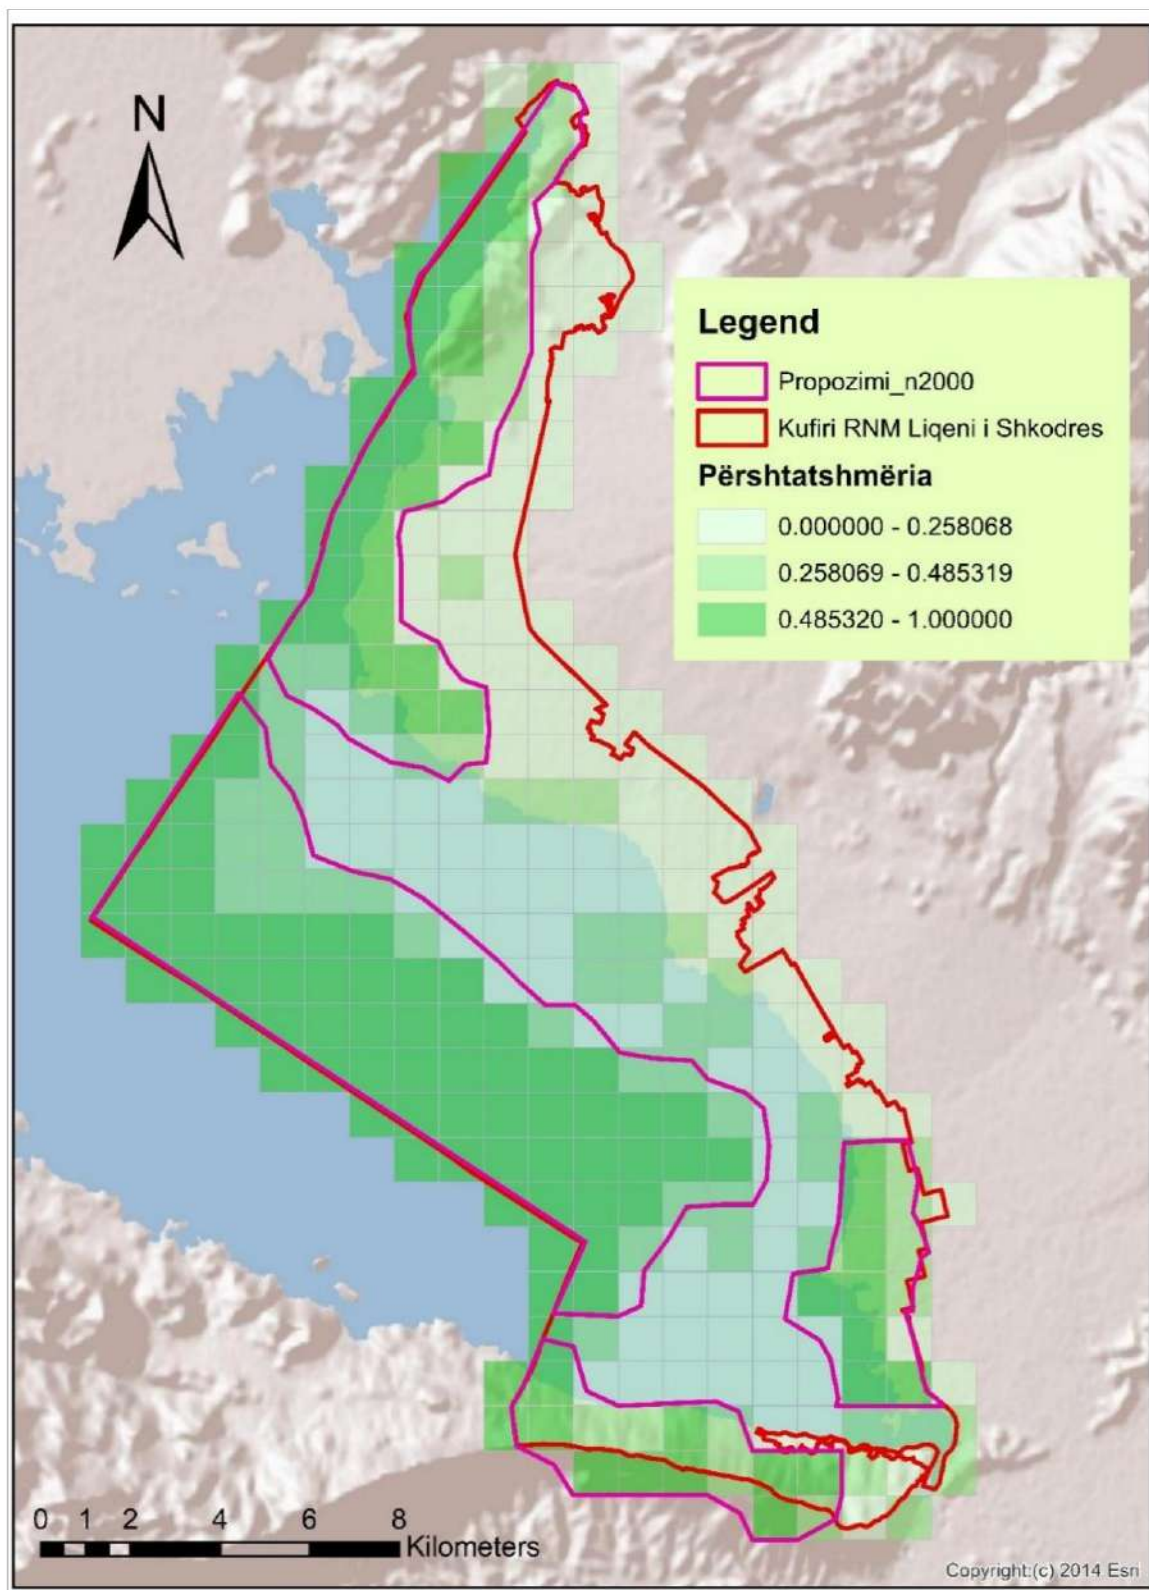 N
Legend
Propozimi_n2000
Kufiri RNM Liqeni i Shkodres
Përshtatshmëria
0.000000 - 0.258068
0.258069 - 0.485319
0.485320 - 1.000000
0 1 2 4 6 8
Kilometers
Copyright:(c) 2014 Esri